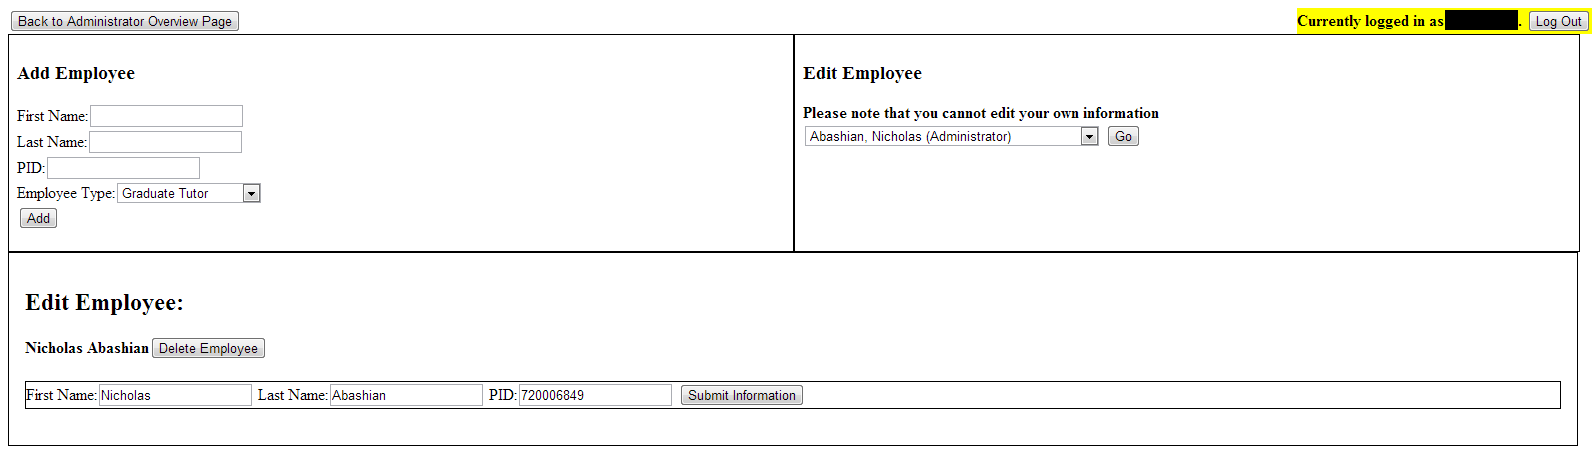 Back to Administrator Overview Page
Currently logged in as . Log Out
Add Employee
First Name:
Last Name:
PID:
Employee Type: Graduate Tutor
Add
Edit Employee
Please note that you cannot edit your own information
Abashian, Nicholas (Administrator) Go
Edit Employee:
Nicholas Abashian Delete Employee
First Name: Nicholas Last Name: Abashian PID: 720006849 Submit Information